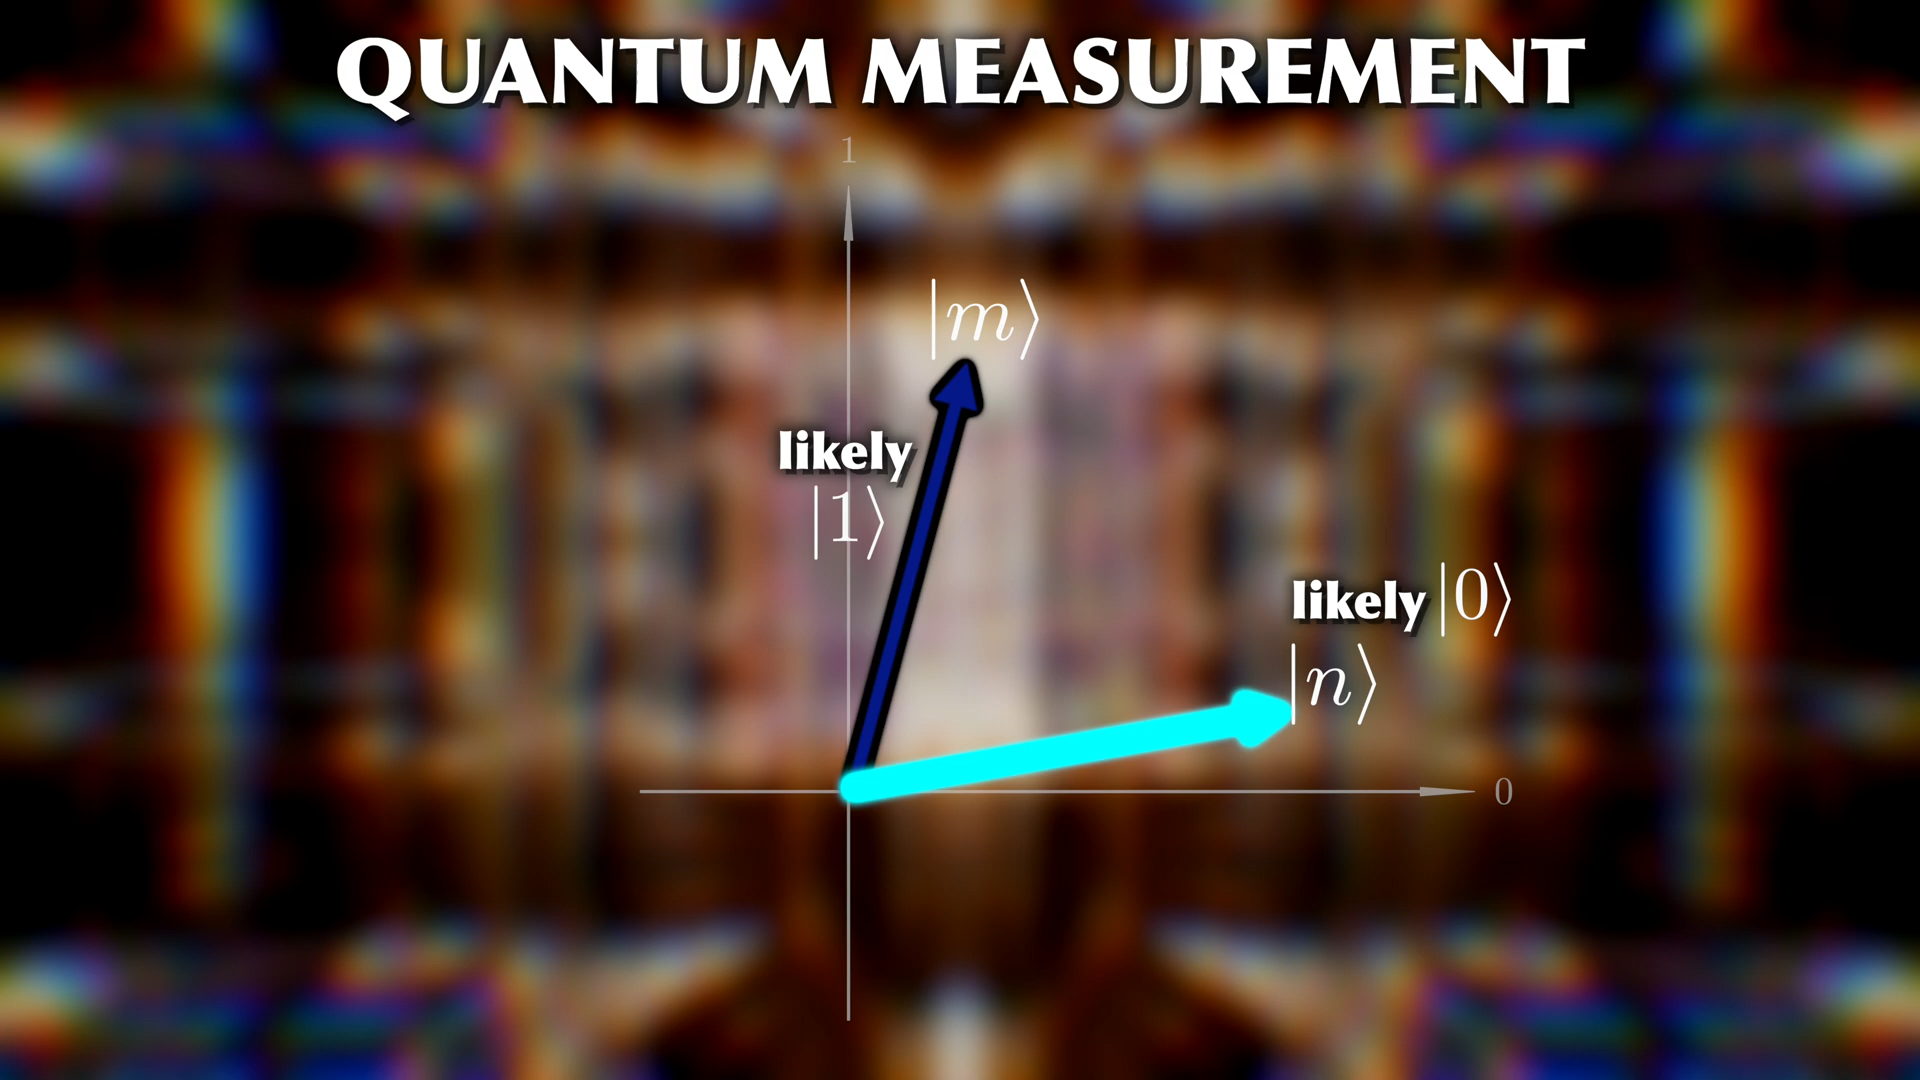 QUANTUM MEASUREMENT
1
|m⟩
likely
|1⟩
likely |0⟩
|n⟩
0